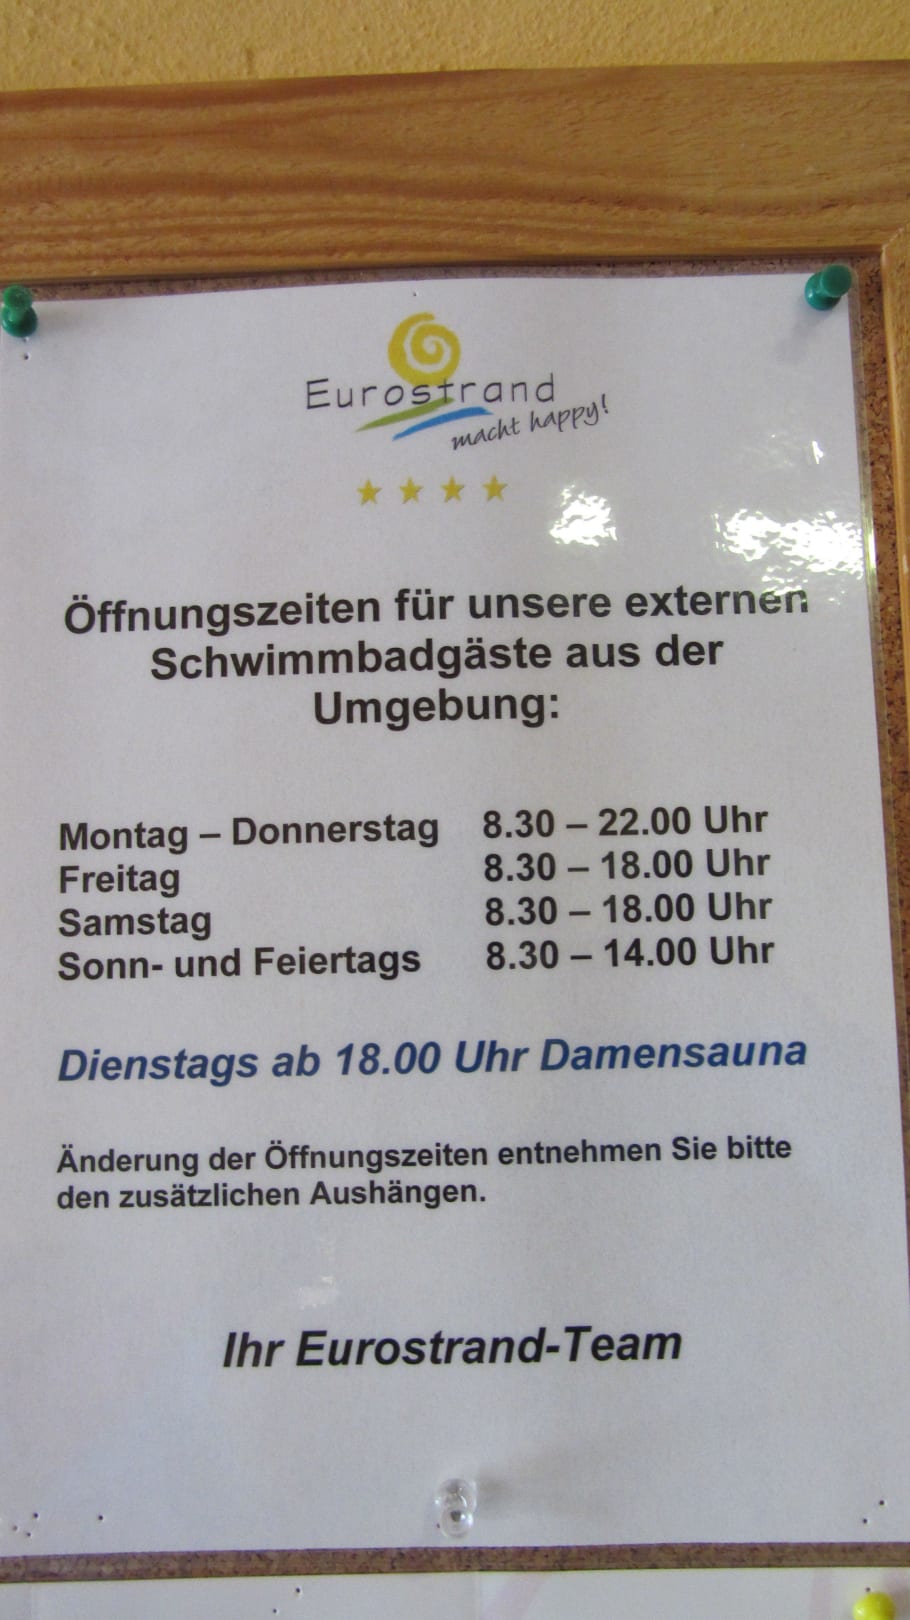 Eurostrand
macht happy!
Öffnungszeiten für unsere externen
Schwimmbadgäste aus der
Umgebung:
Montag – Donnerstag 8.30 – 22.00 Uhr
Freitag 8.30 – 18.00 Uhr
Samstag 8.30 – 18.00 Uhr
Sonn- und Feiertags 8.30 – 14.00 Uhr
Dienstags ab 18.00 Uhr Damensauna
Änderung der Öffnungszeiten entnehmen Sie bitte
den zusätzlichen Aushängen.
Ihr Eurostrand-Team